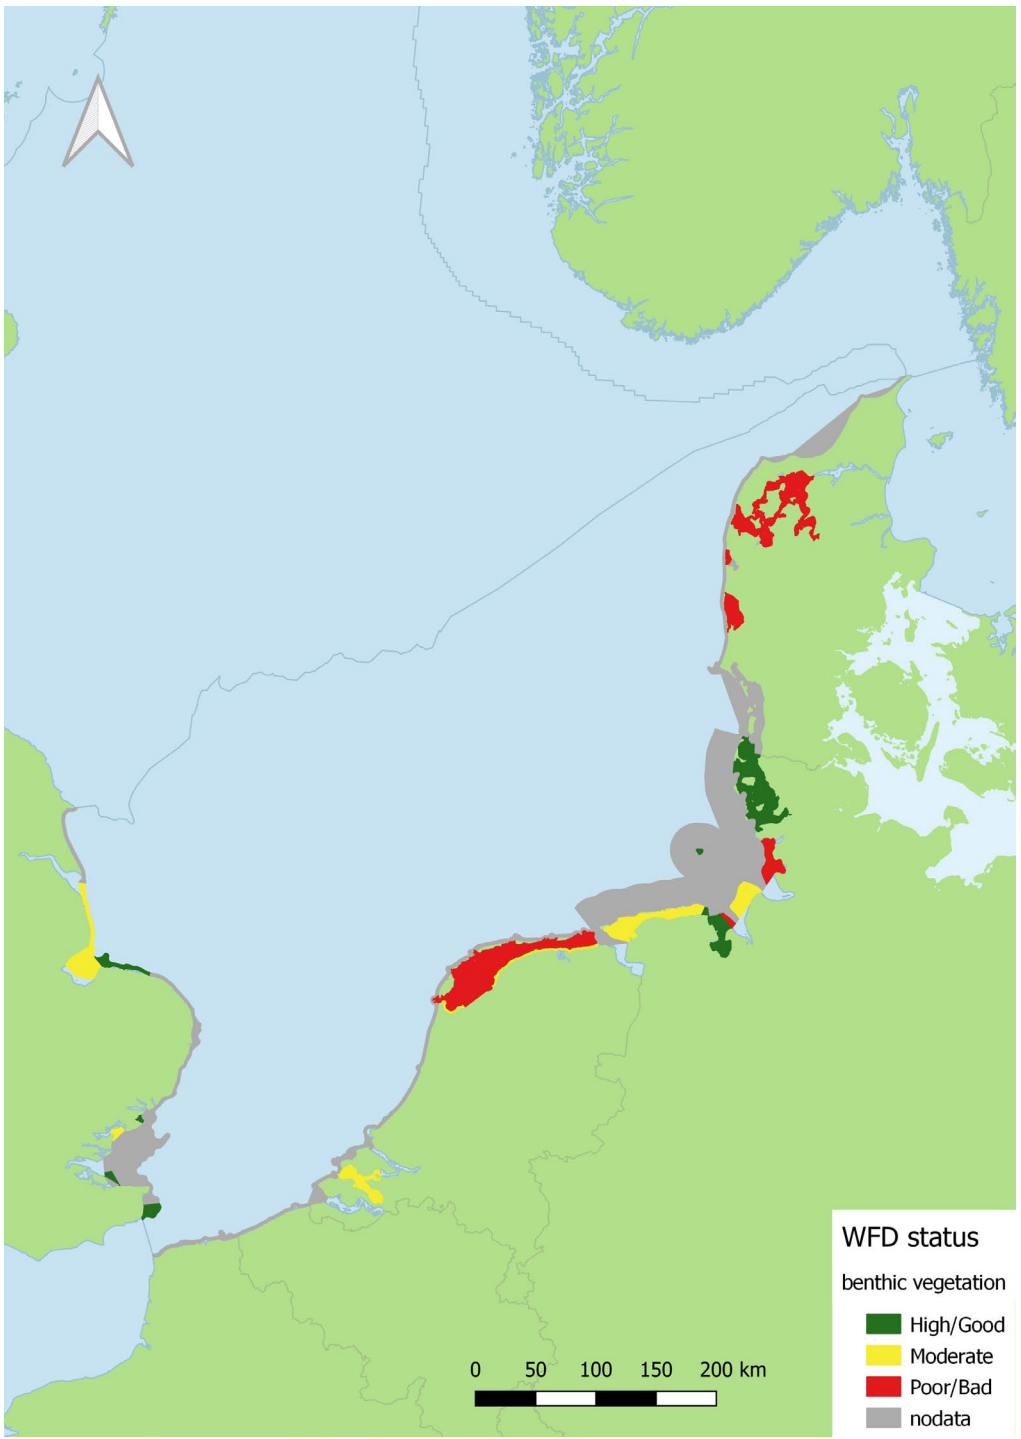 WFD status
benthic vegetation
High/Good
Moderate
Poor/Bad
nodata
0 50 100 150 200 km